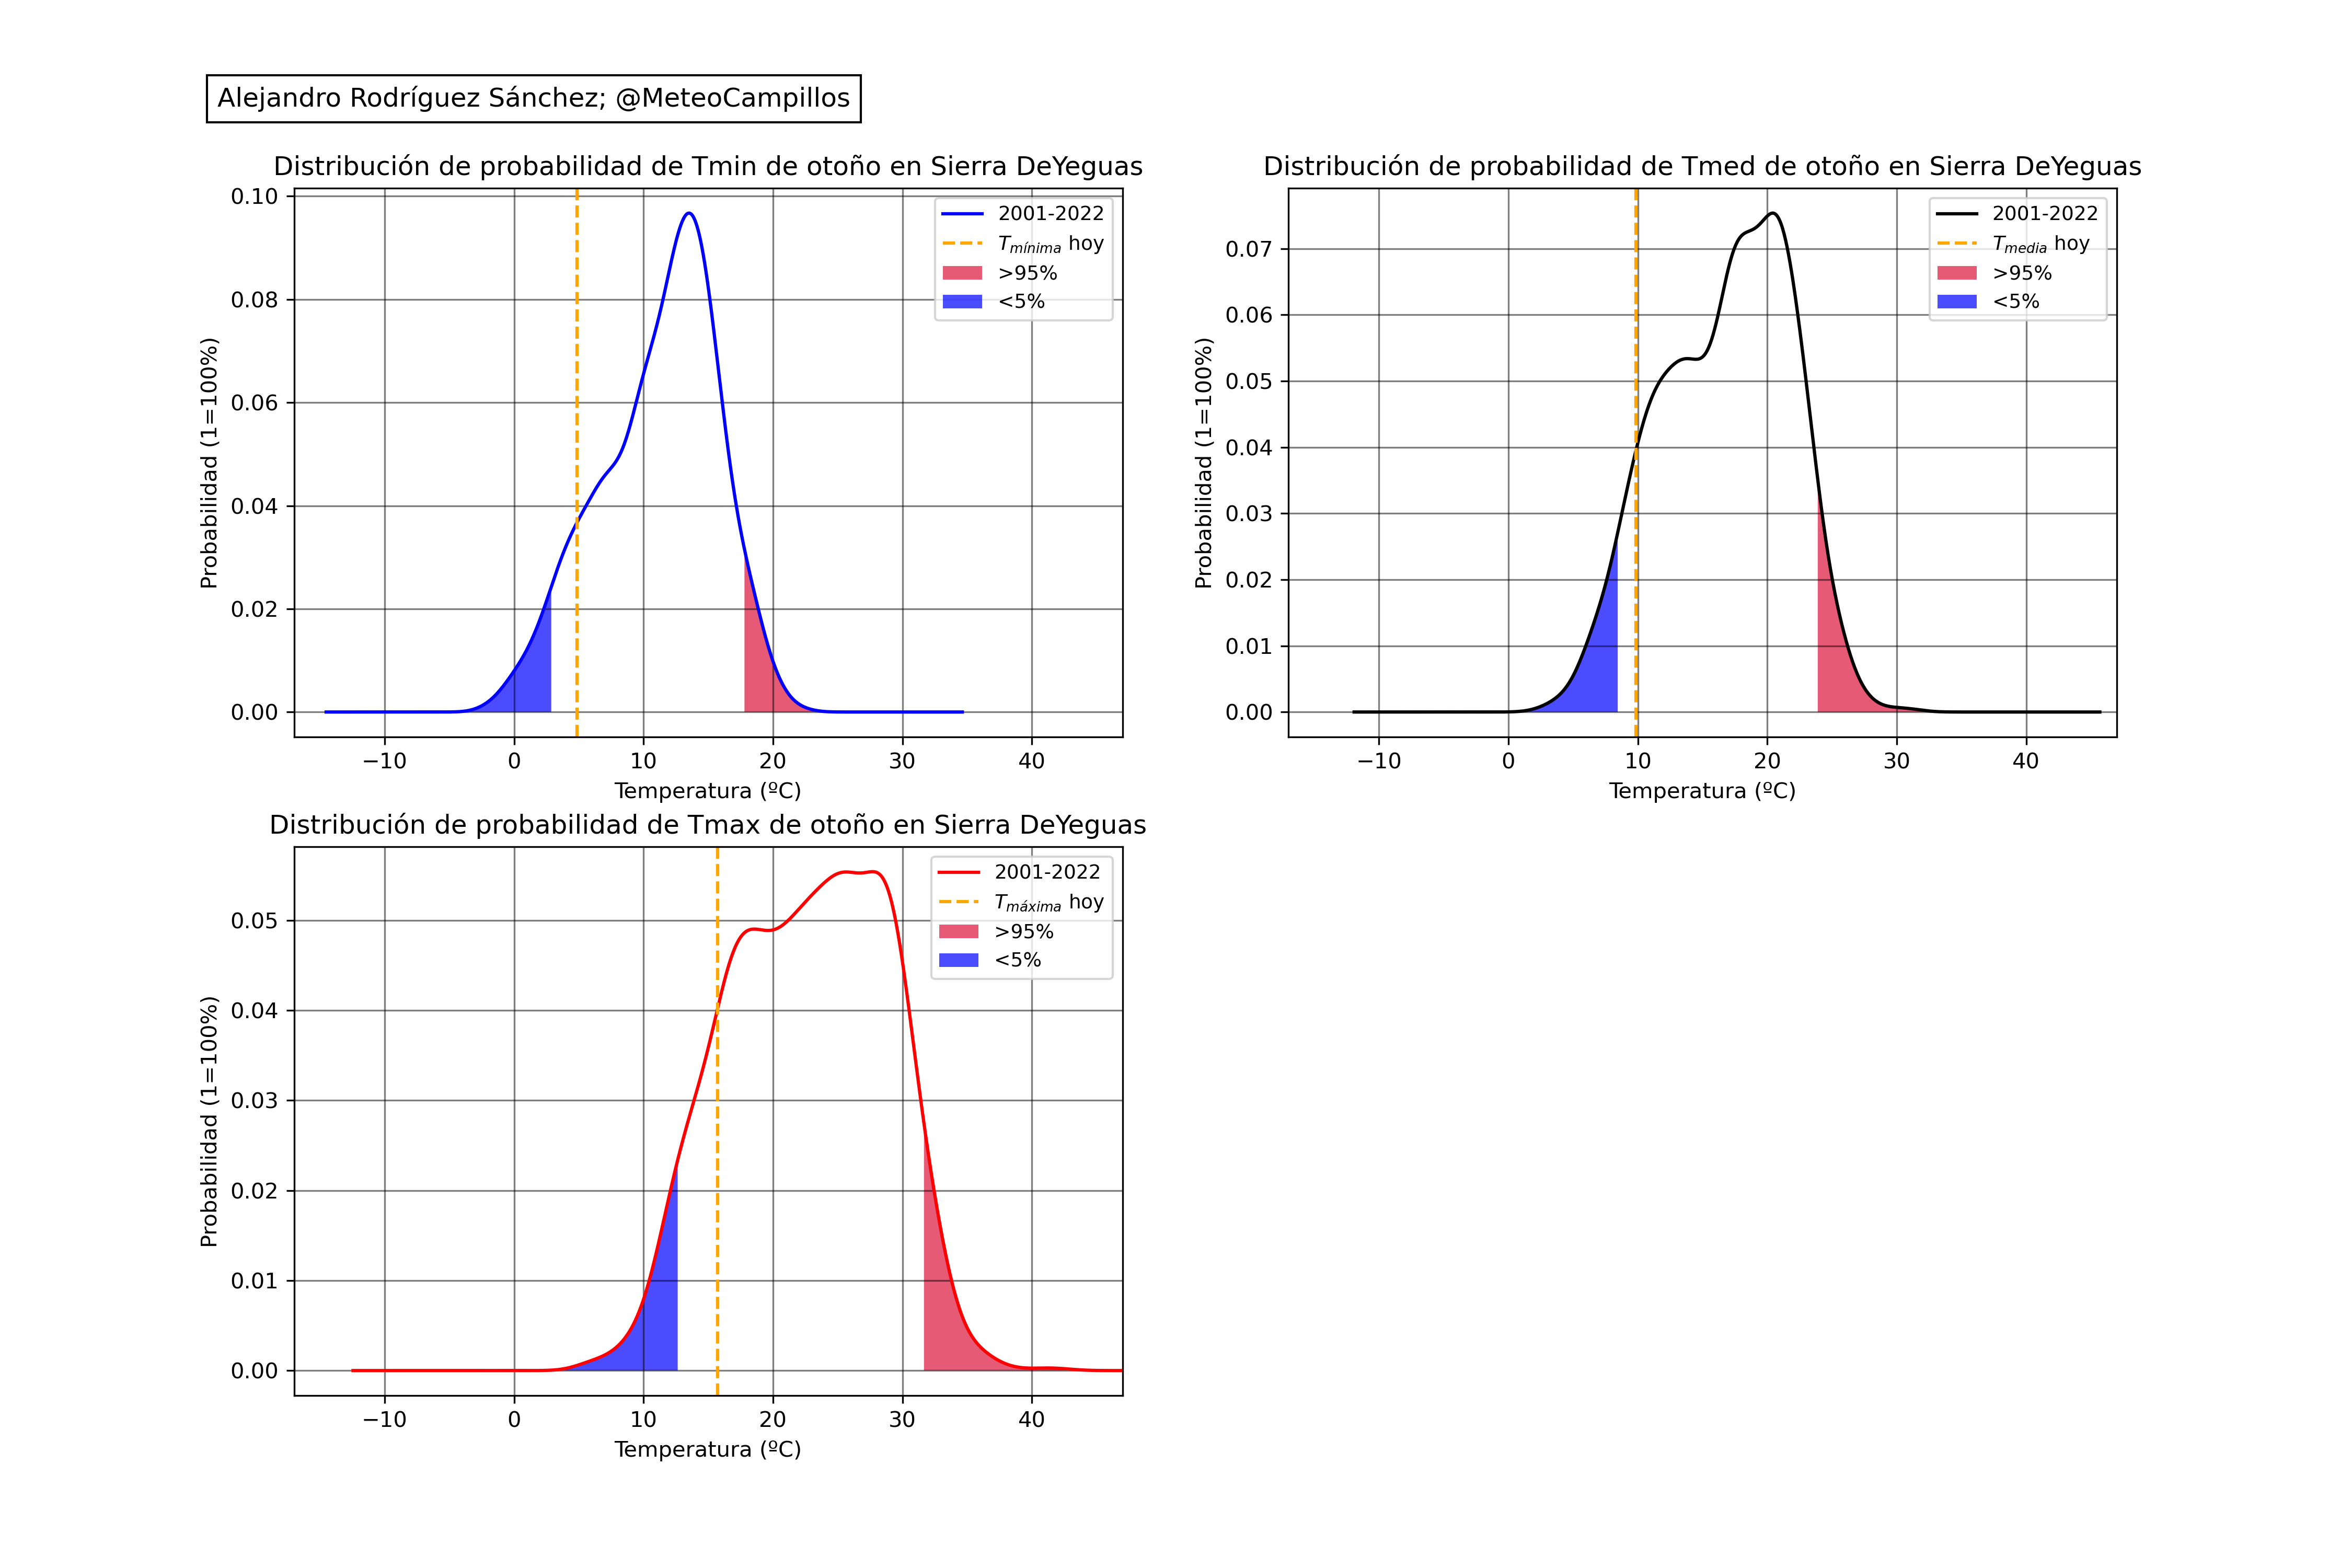 Alejandro Rodríguez Sánchez; @MeteoCampillos
Distribución de probabilidad de Tmin de otoño en Sierra DeYeguas
0.10
0.08
0.06
0.04
0.02
0.00
Probabilidad (1=100%)
2001-2022
Tmínima hoy
>95%
<5%
−10 0 10 20 30 40
Temperatura (ºC)
Distribución de probabilidad de Tmed de otoño en Sierra DeYeguas
0.07
0.06
0.05
0.04
0.03
0.02
0.01
0.00
Probabilidad (1=100%)
2001-2022
Tmedia hoy
>95%
<5%
−10 0 10 20 30 40
Temperatura (ºC)
Distribución de probabilidad de Tmax de otoño en Sierra DeYeguas
0.05
0.04
0.03
0.02
0.01
0.00
Probabilidad (1=100%)
2001-2022
Tmáxima hoy
>95%
<5%
−10 0 10 20 30 40
Temperatura (ºC)